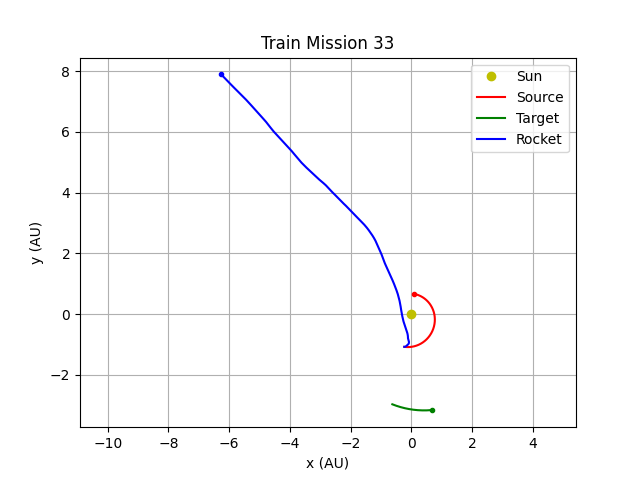 Train Mission 33
Sun
Source
Target
Rocket
8
6
4
2
0
−2
y (AU)
−10
−8
−6
−4
−2
0
2
4
x (AU)